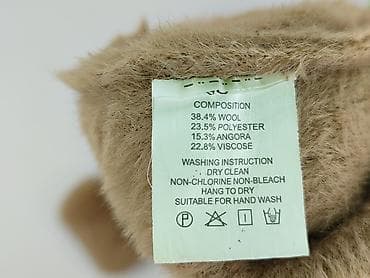 COMPOSITION
38.4% WOOL
23.5% POLYESTER
15.3% ANGORA
22.8% VISCOSE
WASHING INSTRUCTION
DRY CLEAN
NON-CHLORINE NON-BLEACH
HANG TO DRY
SUITABLE FOR HAND WASH